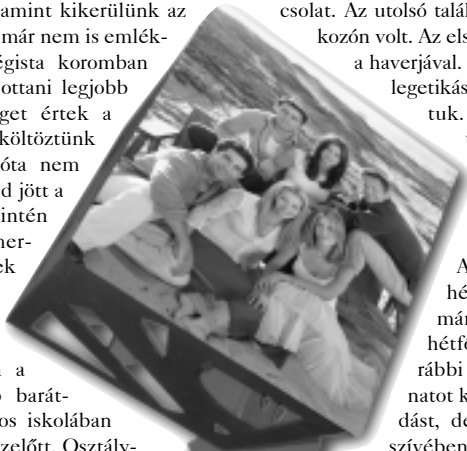 amint kikerülünk az
már nem is emlék-
égista koromban
ottani legjobb
get értek a
költöztünk
óta nem
d jött a
intén
mer-
ek
a
barát-
os iskolában
zelőtt. Osztály-
csolat. Az utolsó talál
kozón volt. Az els
a haverjával.
legetikás
tuk.
A
hé
már
hétfő
rábbi
natot k
dást, de
szívében